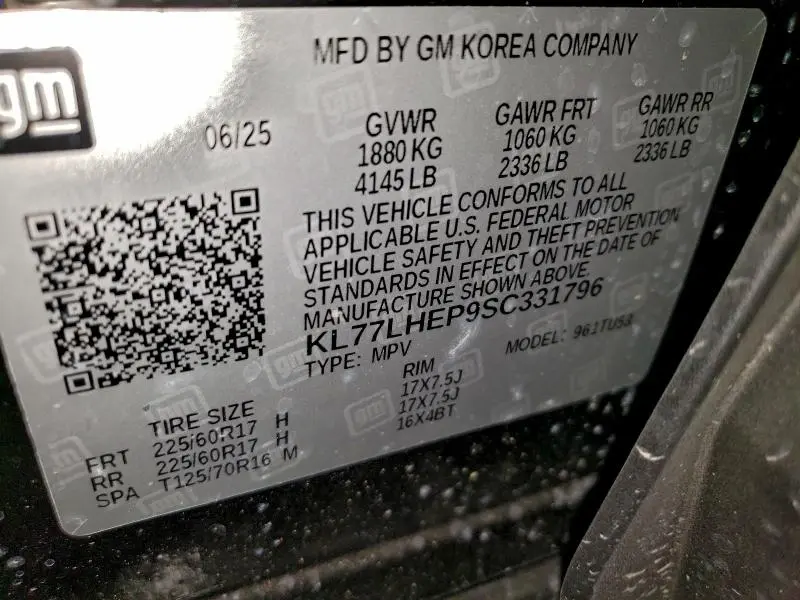 gm
MFD BY GM KOREA COMPANY
06/25
GVWR GAWR FRT GAWR RR
1880 KG 1060 KG 1060 KG
4145 LB 2336 LB 2336 LB
THIS VEHICLE CONFORMS TO ALL
APPLICABLE U.S. FEDERAL MOTOR
VEHICLE SAFETY AND THEFT PREVENTION
STANDARDS IN EFFECT ON THE DATE OF
MANUFACTURE SHOWN ABOVE.
KL77LHEP9SC331796
TYPE: MPV MODEL: 961TUS3
TIRE SIZE RIM
FRT 225/60R17 H 17X7.5J
RR 225/60R17 H 17X7.5J
SPA T125/70R16 M 16X4BT